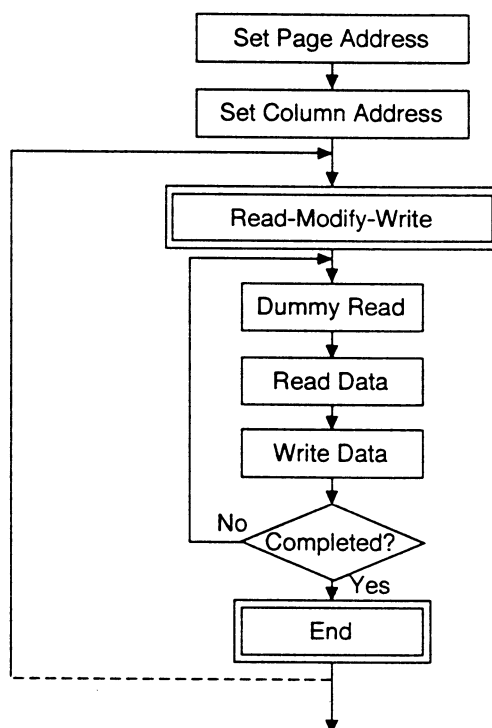 Set Page Address
Set Column Address
Read-Modify-Write
Dummy Read
Read Data
Write Data
No
Completed?
Yes
End